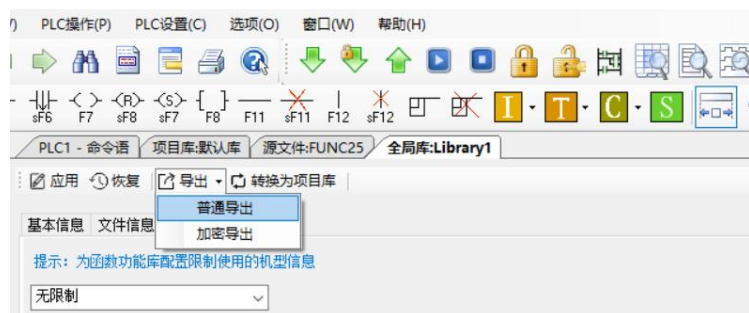 ) PLC操作(P) PLC设置(C) 选项(O) 窗口(W) 帮助(H)
sF6 F7 sF8 sF7 F8 F11 sF11 F12 sF12 I T C S
PLC1 - 命令语 项目库:默认库 源文件:FUNC25 全局库:Library1
应用 恢复 导出 转换为项目库
普通导出
基本信息 文件信息
加密导出
提示：为函数功能库配置限制使用的机型信息
无限制